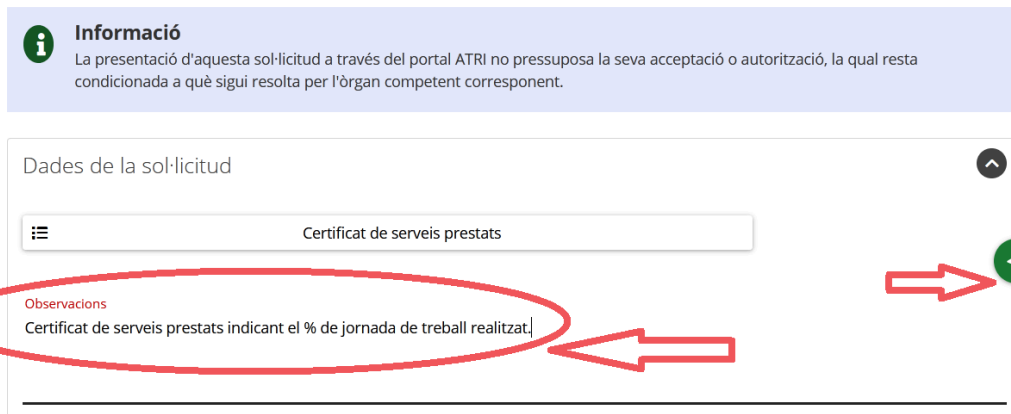 Informació
La presentació d'aquesta sol·licitud a través del portal ATRI no pressuposa la seva acceptació o autorització, la qual resta
condicionada a què sigui resolta per l'òrgan competent corresponent.
Dades de la sol·licitud
Certificat de serveis prestats
Observacions
Certificat de serveis prestats indicant el % de jornada de treball realitzat.